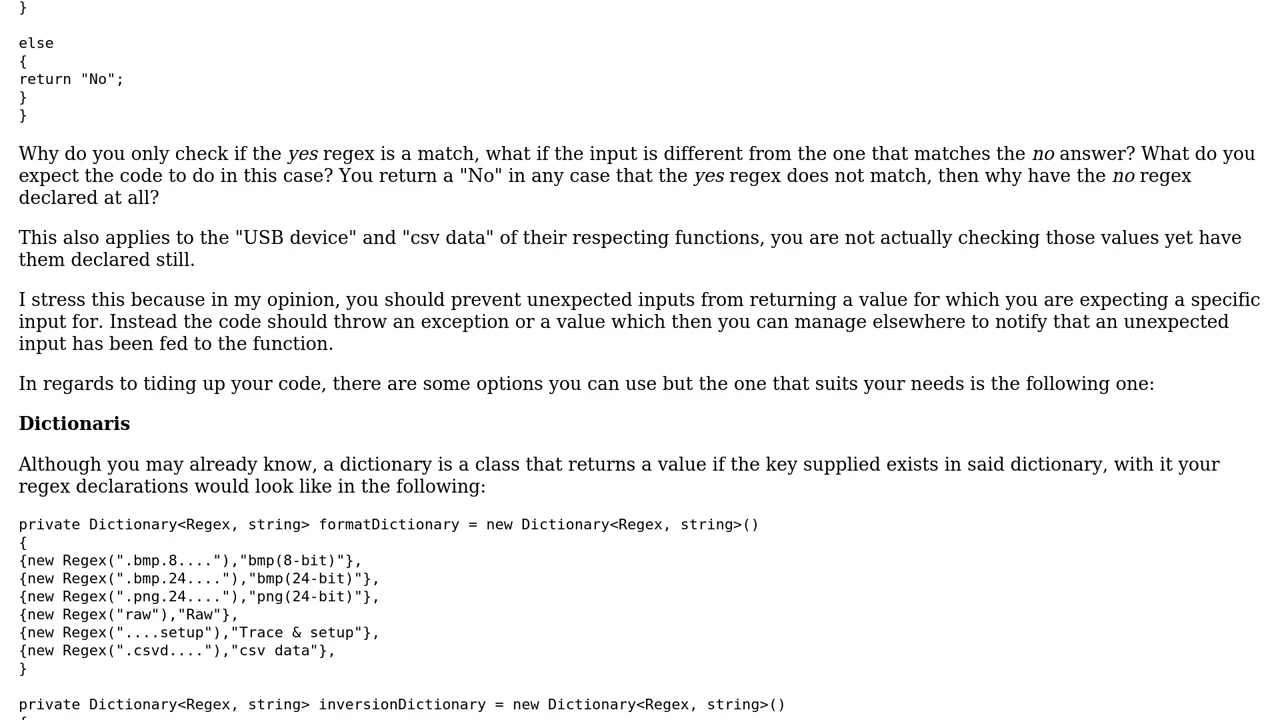 }
else
{
return "No";
}
}
Why do you only check if the yes regex is a match, what if the input is different from the one that matches the no answer? What do you
expect the code to do in this case? You return a "No" in any case that the yes regex does not match, then why have the no regex
declared at all?
This also applies to the "USB device" and "csv data" of their respecting functions, you are not actually checking those values yet have
them declared still.
I stress this because in my opinion, you should prevent unexpected inputs from returning a value for which you are expecting a specific
input for. Instead the code should throw an exception or a value which then you can manage elsewhere to notify that an unexpected
input has been fed to the function.
In regards to tiding up your code, there are some options you can use but the one that suits your needs is the following one:
Dictionaris
Although you may already know, a dictionary is a class that returns a value if the key supplied exists in said dictionary, with it your
regex declarations would look like in the following:
private Dictionary<Regex, string> formatDictionary = new Dictionary<Regex, string>()
{
{new Regex(".bmp.8...."),"bmp(8-bit)"},
{new Regex(".bmp.24...."),"bmp(24-bit)"},
{new Regex(".png.24...."),"png(24-bit)"},
{new Regex("raw"),"Raw"},
{new Regex("....setup"),"Trace & setup"},
{new Regex(".csvd...."),"csv data"},
}
private Dictionary<Regex, string> inversionDictionary = new Dictionary<Regex, string>()
{